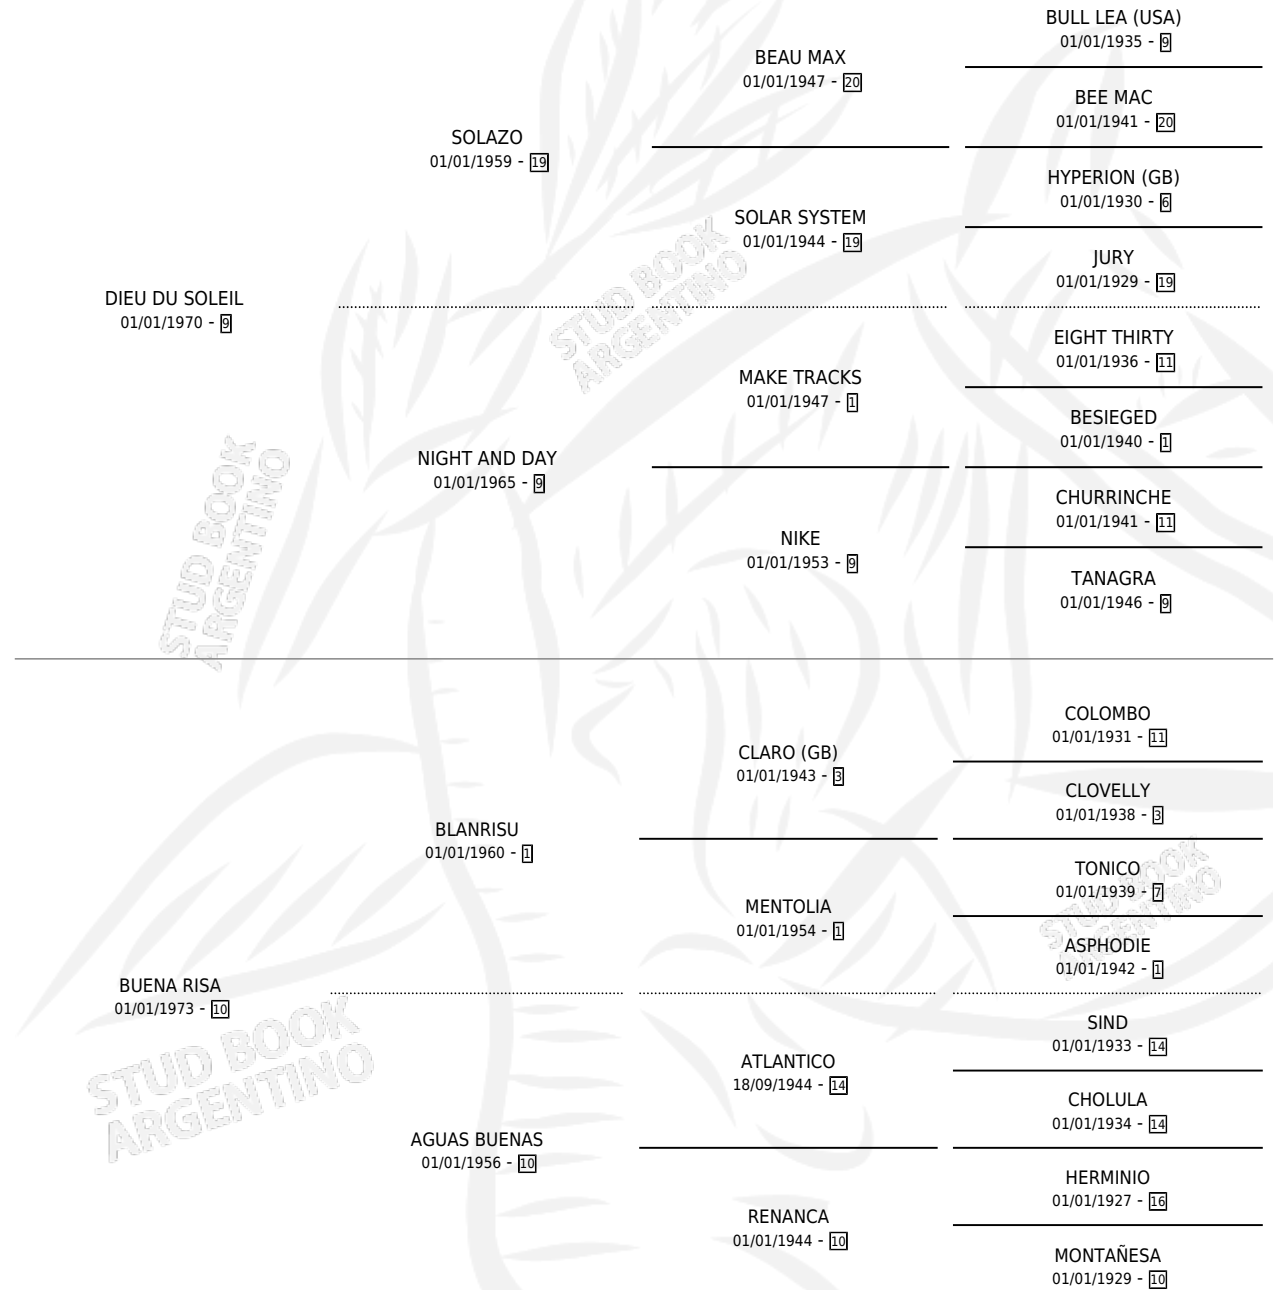 BULL LEA (USA)
01/01/1935 - 9
BEAU MAX
01/01/1947 - 20
BEE MAC
01/01/1941 - 20
SOLAZO
01/01/1959 - 19
HYPERION (GB)
01/01/1930 - 6
SOLAR SYSTEM
01/01/1944 - 19
JURY
01/01/1929 - 19
DIEU DU SOLEIL
01/01/1970 - 9
EIGHT THIRTY
01/01/1936 - 11
MAKE TRACKS
01/01/1947 - 1
BESIEGED
01/01/1940 - 1
NIGHT AND DAY
01/01/1965 - 9
CHURRINCHE
01/01/1941 - 11
NIKE
01/01/1953 - 9
TANAGRA
01/01/1946 - 9
COLOMBO
01/01/1931 - 11
CLARO (GB)
01/01/1943 - 3
CLOVELLY
01/01/1938 - 3
BLANRISU
01/01/1960 - 1
TONICO
01/01/1939 - 7
MENTOLIA
01/01/1954 - 1
ASPHODIE
01/01/1942 - 1
BUENA RISA
01/01/1973 - 10
SIND
01/01/1933 - 14
ATLANTICO
18/09/1944 - 14
CHOLULA
01/01/1934 - 14
AGUAS BUENAS
01/01/1956 - 10
HERMINIO
01/01/1927 - 16
RENANCA
01/01/1944 - 10
MONTAÑESA
01/01/1929 - 10
STUD BOOK
ARGENTINO
STUD BOOK
ARGENTINO
STUD BOOK
ARGENTINO
STUD BOOK
ARGENTINO